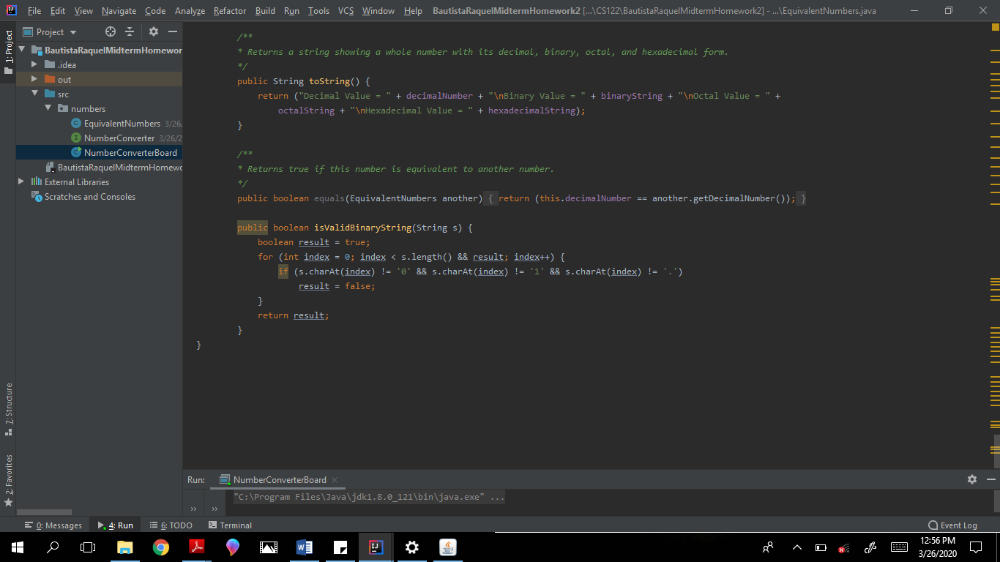 File Edit View Navigate Code Analyze Refactor Build Run Tools VCS Window Help BautistaRaquelMidtermHomework2 [...\CS122\BautistaRaquelMidtermHomework2] - ...\EquivalentNumbers.java
1: Project
Project
BautistaRaquelMidtermHomewor
.idea
out
src
numbers
EquivalentNumbers 3/26/
NumberConverter 3/26/2
NumberConverterBoard
BautistaRaquelMidtermHomewo
External Libraries
Scratches and Consoles
/**
* Returns a string showing a whole number with its decimal, binary, octal, and hexadecimal form.
*/
public String toString() {
return ("Decimal Value = " + decimalNumber + "\nBinary Value = " + binaryString + "\nOctal Value = " +
octalString + "\nHexadecimal Value = " + hexadecimalString);
}
/**
* Returns true if this number is equivalent to another number.
*/
public boolean equals(EquivalentNumbers another) { return (this.decimalNumber == another.getDecimalNumber()); }
public boolean isValidBinaryString(String s) {
boolean result = true;
for (int index = 0; index < s.length() && result; index++) {
if (s.charAt(index) != '0' && s.charAt(index) != '1' && s.charAt(index) != '.')
result = false;
}
return result;
}
}
7: Structure
2: Favorites
Run: NumberConverterBoard
"C:\Program Files\Java\jdk1.8.0_121\bin\java.exe" ...
0: Messages 4: Run 6: TODO Terminal Event Log
12:56 PM
3/26/2020